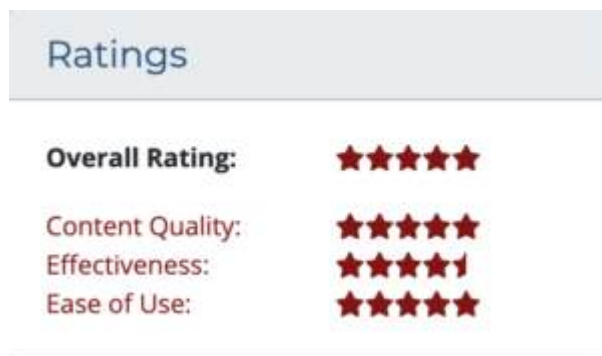 Ratings
Overall Rating:
Content Quality:
Effectiveness:
Ease of Use: